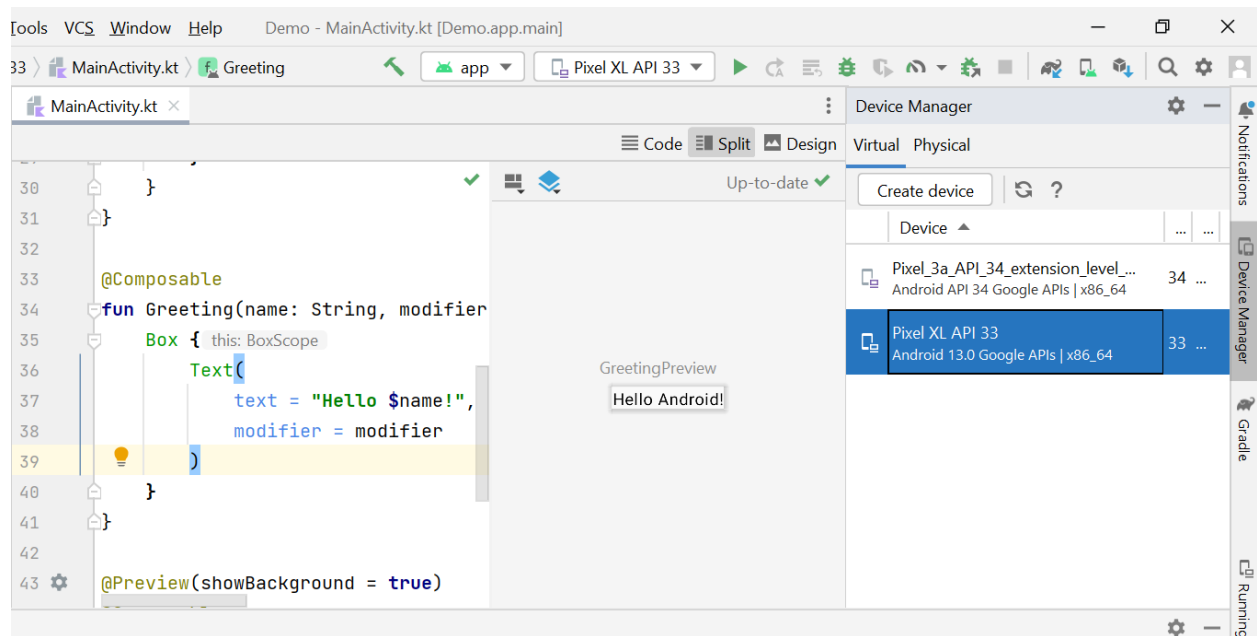 Tools VCS Window Help Demo - MainActivity.kt [Demo.app.main]
33 MainActivity.kt Greeting app Pixel XL API 33
MainActivity.kt Device Manager
Code Split Design Virtual Physical
Up-to-date Create device ?
Device ... ...
30 }
31 }
32
33 @Composable
34 fun Greeting(name: String, modifier
35 Box { this: BoxScope
36 Text(
37 text = "Hello $name!",
38 modifier = modifier
39 )
40 }
41 }
42
43 @Preview(showBackground = true)
GreetingPreview
Hello Android!
Pixel_3a_API_34_extension_level_... 34 ...
Android API 34 Google APIs | x86_64
Pixel XL API 33 33 ...
Android 13.0 Google APIs | x86_64
Notifications
Device Manager
Gradle
Running